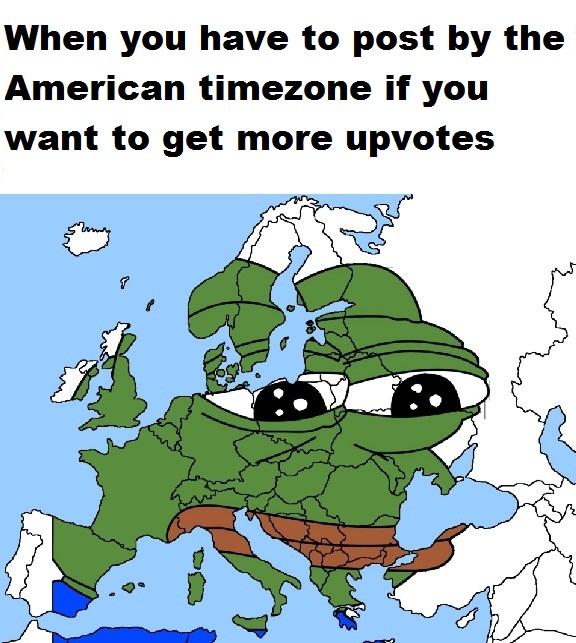 When you have to post by the
American timezone if you
want to get more upvotes